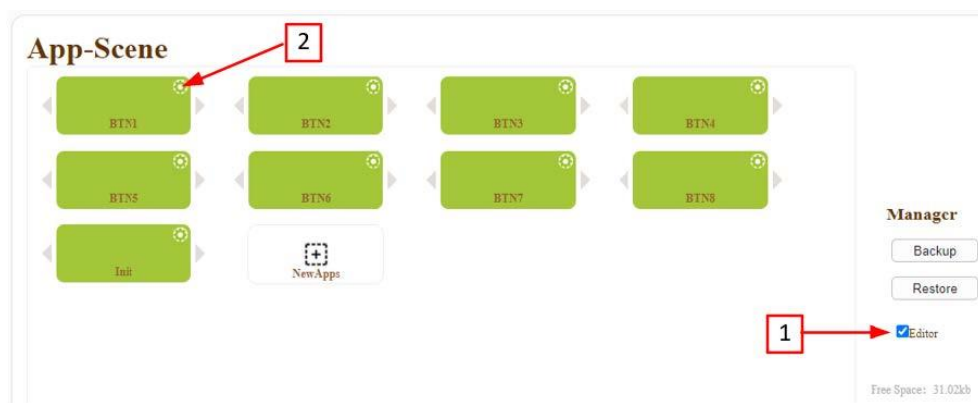 App-Scene
2
BTN1
BTN2
BTN3
BTN4
BTN5
BTN6
BTN7
BTN8
Init
NewApps
Manager
Backup
Restore
1
Editor
Free Space: 31.02kb